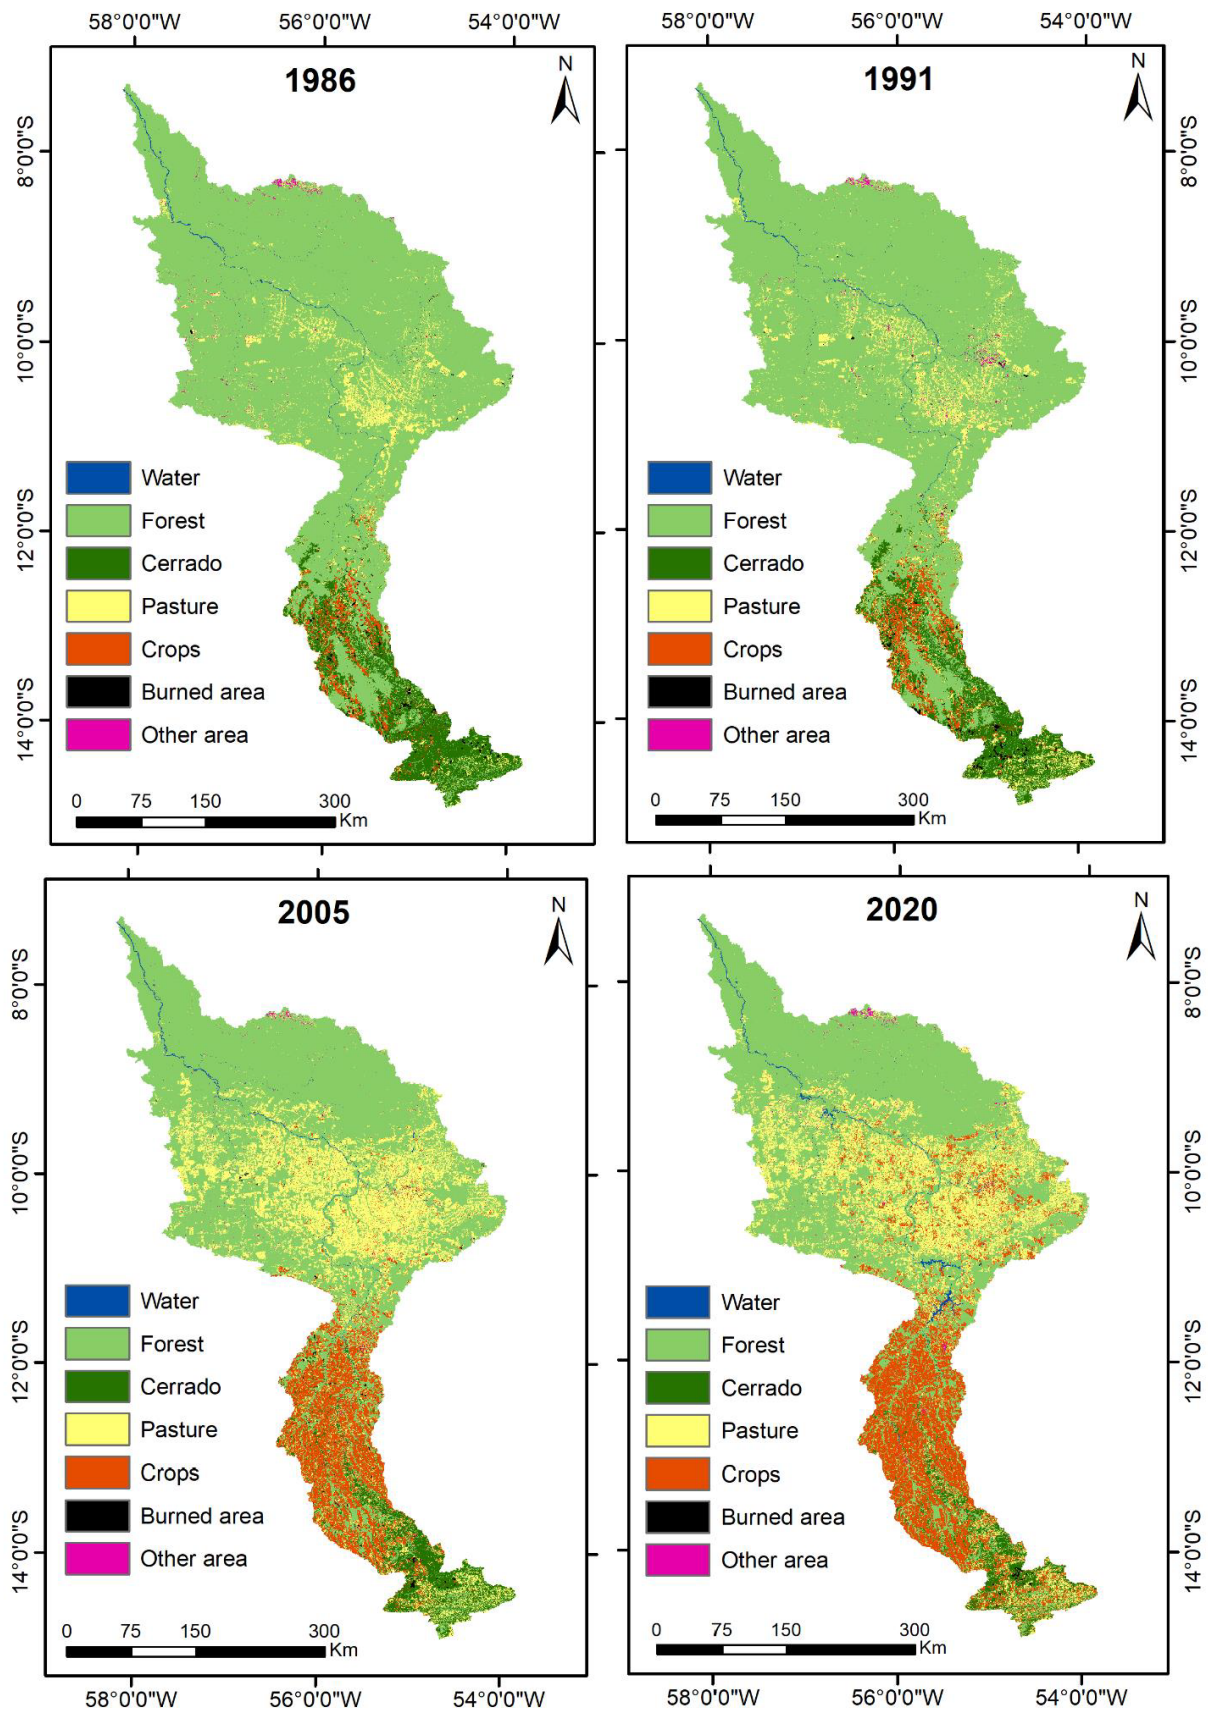 58°0'0"W 56°0'0"W 54°0'0"W 58°0'0"W 56°0'0"W 54°0'0"W
1986
N
1991
N
8°0'0"S
10°0'0"S
12°0'0"S
14°0'0"S
Water
Forest
Cerrado
Pasture
Crops
Burned area
Other area
0 75 150 300
Km
Water
Forest
Cerrado
Pasture
Crops
Burned area
Other area
0 75 150 300
Km
8°0'0"S
10°0'0"S
12°0'0"S
14°0'0"S
2005
N
2020
N
8°0'0"S
10°0'0"S
12°0'0"S
14°0'0"S
Water
Forest
Cerrado
Pasture
Crops
Burned area
Other area
0 75 150 300
Km
Water
Forest
Cerrado
Pasture
Crops
Burned area
Other area
0 75 150 300
Km
8°0'0"S
10°0'0"S
12°0'0"S
14°0'0"S
58°0'0"W 56°0'0"W 54°0'0"W 58°0'0"W 56°0'0"W 54°0'0"W